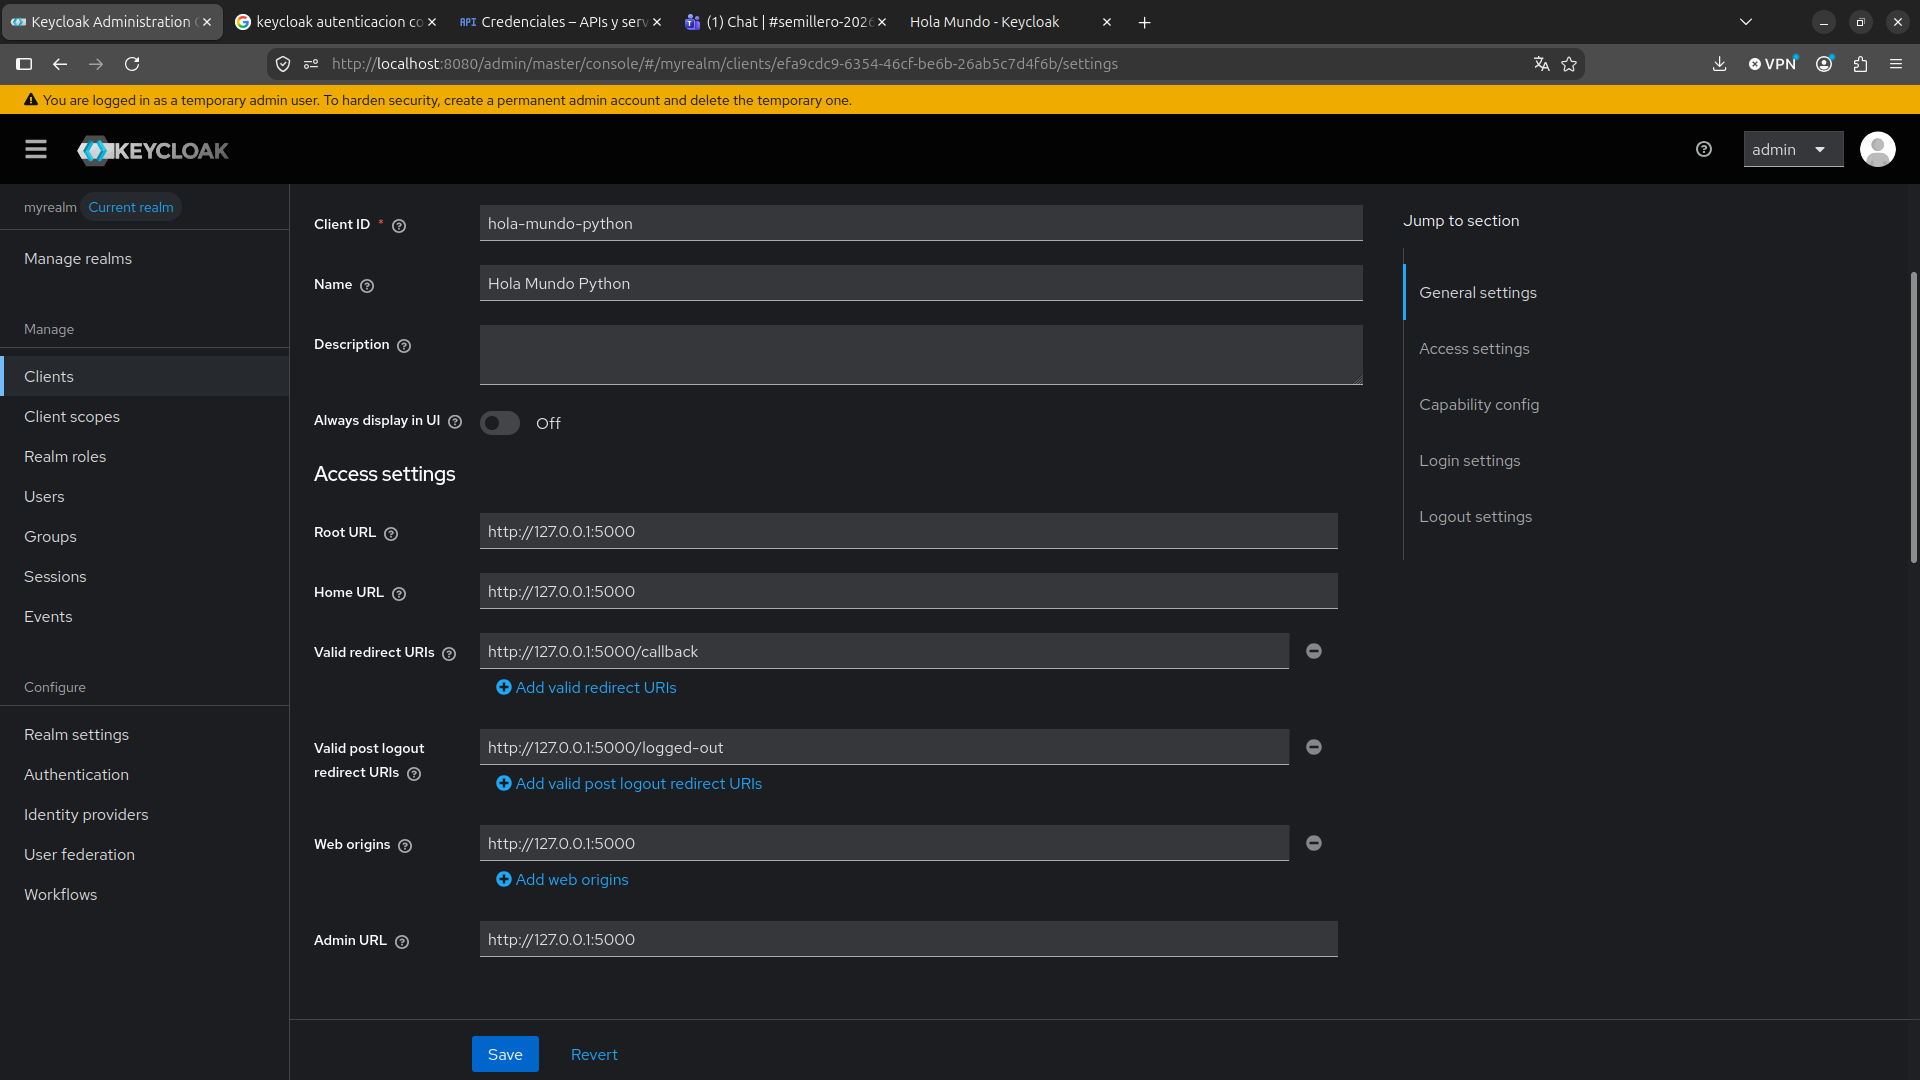 Keycloak Administration
keycloak autenticacion co
API Credenciales – APIs y serv
(1) Chat | #semillero-2026
Hola Mundo - Keycloak
http://localhost:8080/admin/master/console/#/myrealm/clients/efa9cdc9-6354-46cf-be6b-26ab5c7d4f6b/settings
VPN
You are logged in as a temporary admin user. To harden security, create a permanent admin account and delete the temporary one.
KEYCLOAK
admin
myrealm Current realm
Manage realms
Manage
Clients
Client scopes
Realm roles
Users
Groups
Sessions
Events
Configure
Realm settings
Authentication
Identity providers
User federation
Workflows
Client ID * hola-mundo-python
Name Hola Mundo Python
Description
Always display in UI Off
Access settings
Root URL http://127.0.0.1:5000
Home URL http://127.0.0.1:5000
Valid redirect URIs http://127.0.0.1:5000/callback
Add valid redirect URIs
Valid post logout
redirect URIs
http://127.0.0.1:5000/logged-out
Add valid post logout redirect URIs
Web origins http://127.0.0.1:5000
Add web origins
Admin URL http://127.0.0.1:5000
Save Revert
Jump to section
General settings
Access settings
Capability config
Login settings
Logout settings